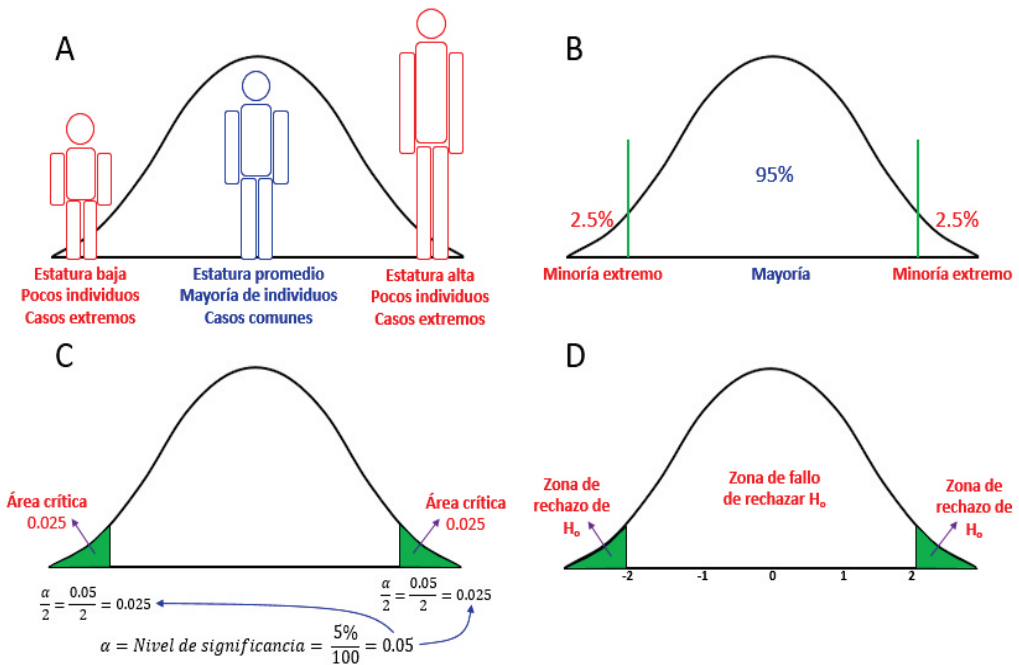 A
Estatura baja
Pocos individuos
Casos extremos
Estatura promedio
Mayoría de individuos
Casos comunes
Estatura alta
Pocos individuos
Casos extremos
B
95%
2.5%
2.5%
Minoría extremo
Mayoría
Minoría extremo
C
Área crítica
0.025
Área crítica
0.025
α/2 = 0.05/2 = 0.025
α/2 = 0.05/2 = 0.025
α = Nivel de significancia = 5%/100 = 0.05
D
Zona de
rechazo de
Hₒ
Zona de fallo
de rechazar Hₒ
Zona de
rechazo de
Hₒ
-2 -1 0 1 2